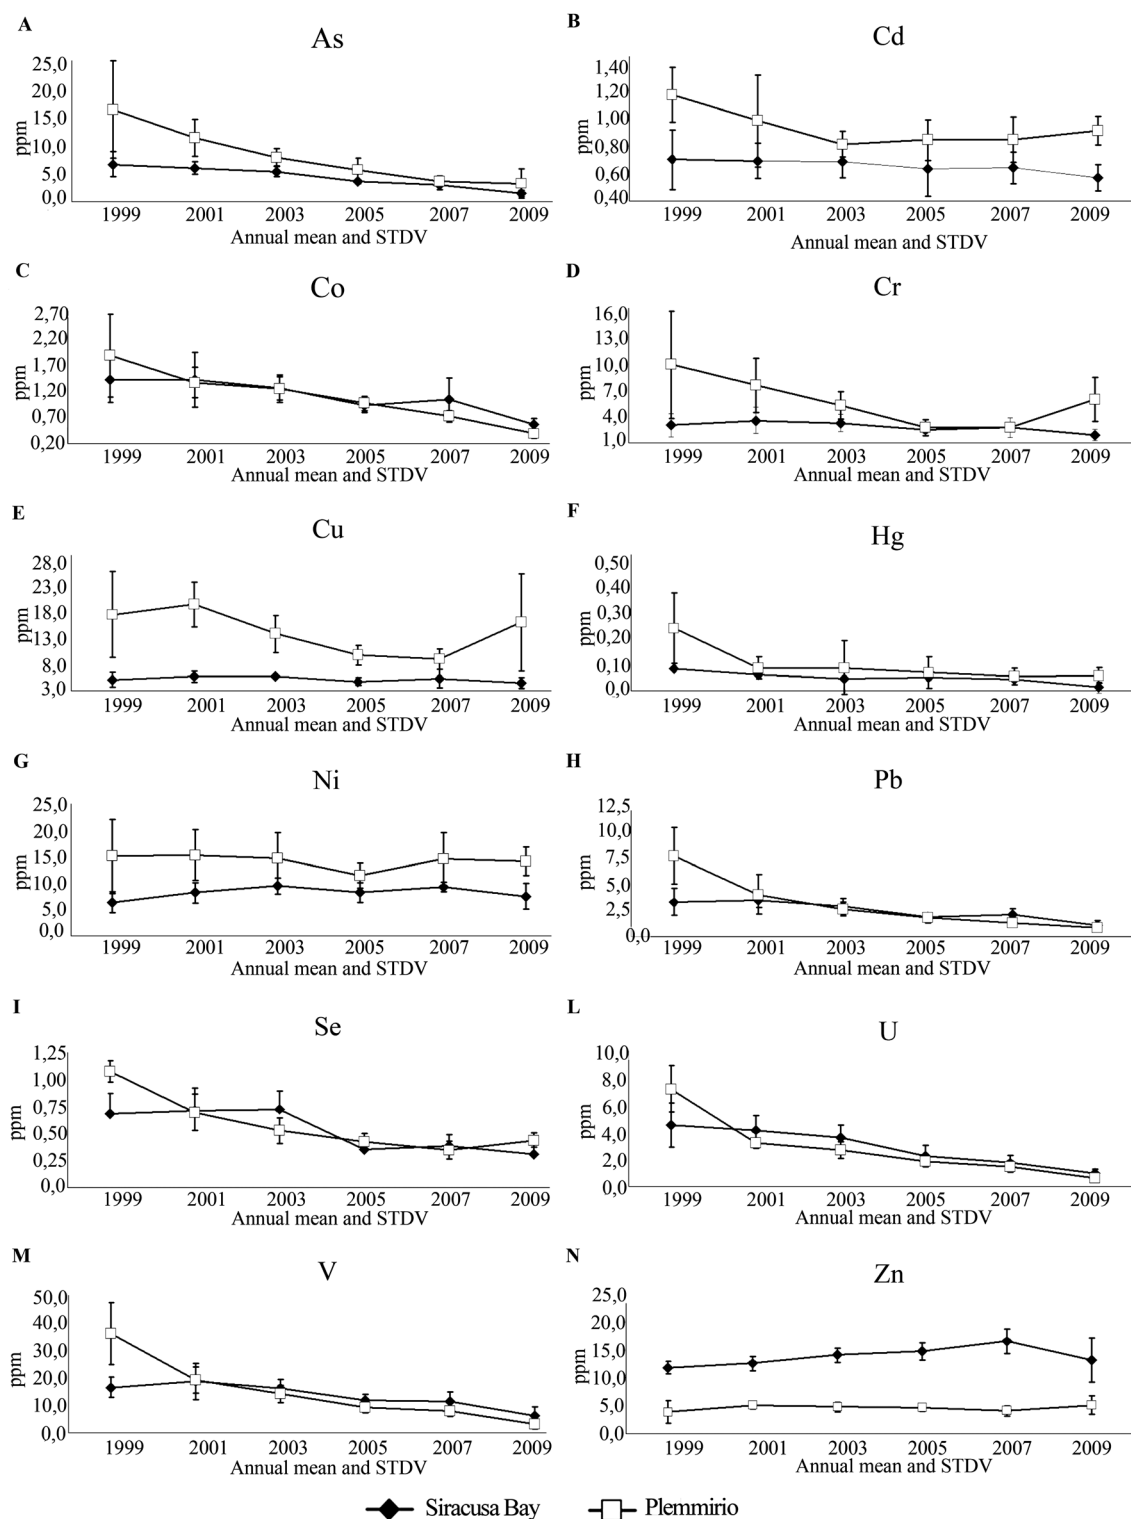 A
As
25,0
20,0
15,0
10,0
5,0
0,0
ppm
1999 2001 2003 2005 2007 2009
Annual mean and STDV
B
Cd
1,40
1,20
1,00
0,80
0,60
0,40
ppm
1999 2001 2003 2005 2007 2009
Annual mean and STDV
C
Co
2,70
2,20
1,70
1,20
0,70
0,20
ppm
1999 2001 2003 2005 2007 2009
Annual mean and STDV
D
Cr
16,0
13,0
10,0
7,0
4,0
1,0
ppm
1999 2001 2003 2005 2007 2009
Annual mean and STDV
E
Cu
28,0
23,0
18,0
13,0
8,0
3,0
ppm
1999 2001 2003 2005 2007 2009
Annual mean and STDV
F
Hg
0,50
0,40
0,30
0,20
0,10
0,0
ppm
1999 2001 2003 2005 2007 2009
Annual mean and STDV
G
Ni
25,0
20,0
15,0
10,0
5,0
0,0
ppm
1999 2001 2003 2005 2007 2009
Annual mean and STDV
H
Pb
12,5
10,0
7,5
5,0
2,5
0,0
ppm
1999 2001 2003 2005 2007 2009
Annual mean and STDV
I
Se
1,25
1,00
0,75
0,50
0,25
0,0
ppm
1999 2001 2003 2005 2007 2009
Annual mean and STDV
L
U
10,0
8,0
6,0
4,0
2,0
0,0
ppm
1999 2001 2003 2005 2007 2009
Annual mean and STDV
M
V
50,0
40,0
30,0
20,0
10,0
0,0
ppm
1999 2001 2003 2005 2007 2009
Annual mean and STDV
N
Zn
25,0
20,0
15,0
10,0
5,0
0,0
ppm
1999 2001 2003 2005 2007 2009
Annual mean and STDV
Siracusa Bay Plemmirio